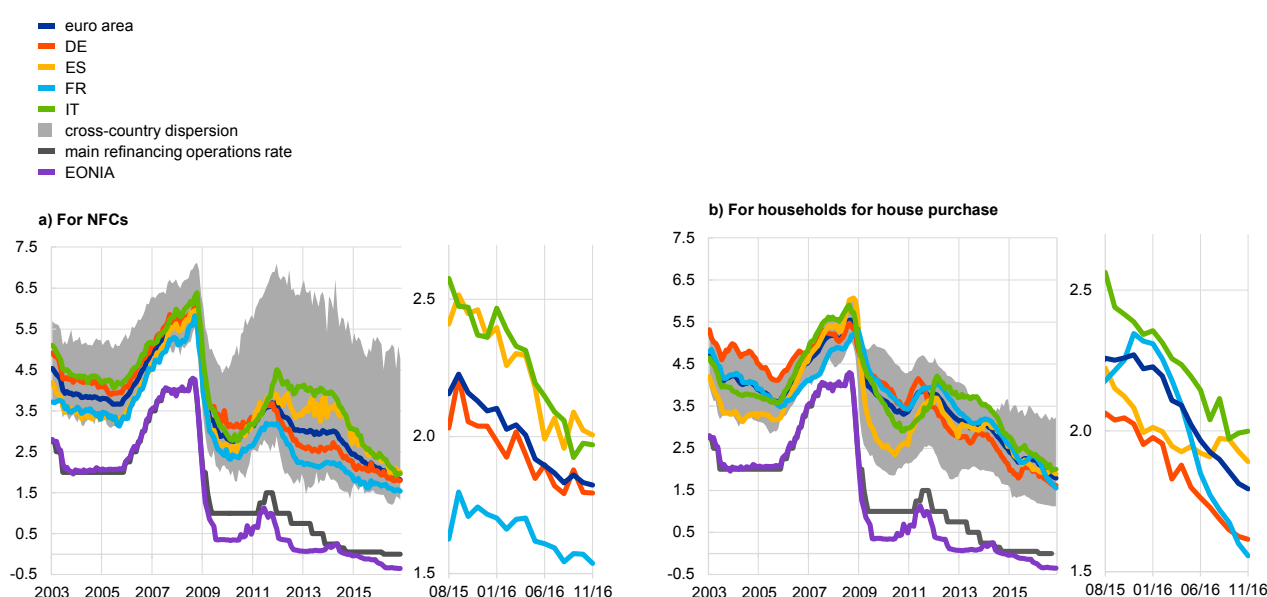 euro area
DE
ES
FR
IT
cross-country dispersion
main refinancing operations rate
EONIA
a) For NFCs
7.5
6.5
5.5
4.5
3.5
2.5
1.5
0.5
-0.5
2003 2005 2007 2009 2011 2013 2015
2.5
2.0
1.5
08/15 01/16 06/16 11/16
b) For households for house purchase
7.5
6.5
5.5
4.5
3.5
2.5
1.5
0.5
-0.5
2003 2005 2007 2009 2011 2013 2015
2.5
2.0
1.5
08/15 01/16 06/16 11/16